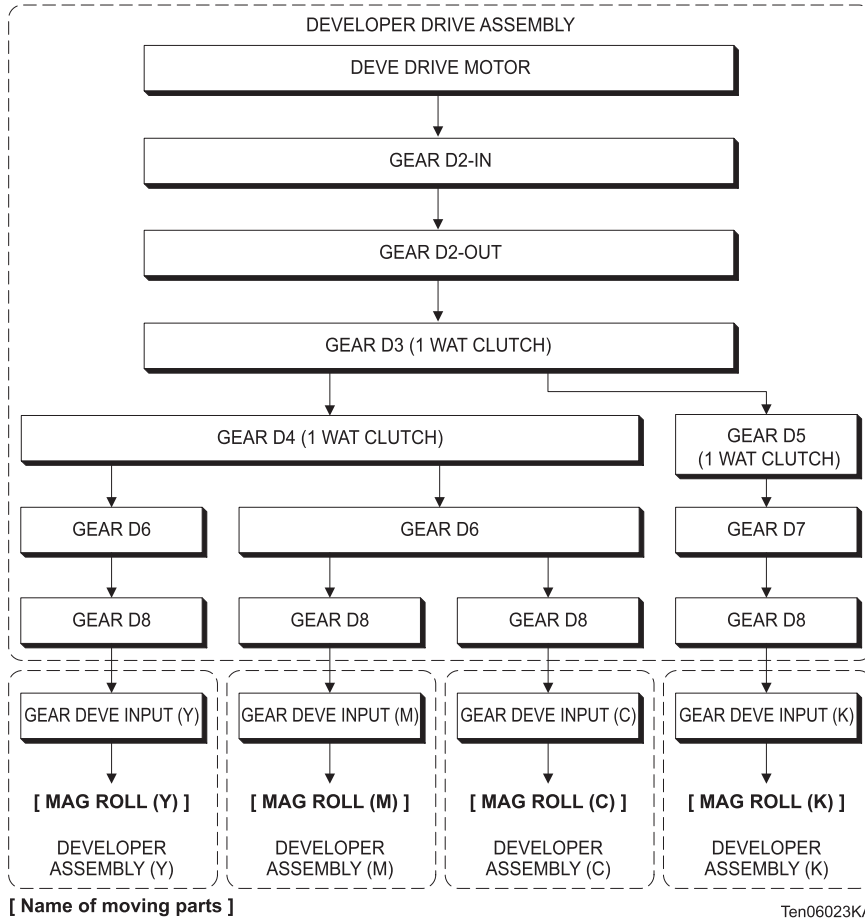 DEVELOPER DRIVE ASSEMBLY
DEVE DRIVE MOTOR
GEAR D2-IN
GEAR D2-OUT
GEAR D3 (1 WAT CLUTCH)
GEAR D4 (1 WAT CLUTCH)
GEAR D5
(1 WAT CLUTCH)
GEAR D6
GEAR D6
GEAR D7
GEAR D8
GEAR D8
GEAR D8
GEAR D8
GEAR DEVE INPUT (Y)
GEAR DEVE INPUT (M)
GEAR DEVE INPUT (C)
GEAR DEVE INPUT (K)
[ MAG ROLL (Y) ]
[ MAG ROLL (M) ]
[ MAG ROLL (C) ]
[ MAG ROLL (K) ]
DEVELOPER
ASSEMBLY (Y)
DEVELOPER
ASSEMBLY (M)
DEVELOPER
ASSEMBLY (C)
DEVELOPER
ASSEMBLY (K)
[ Name of moving parts ]